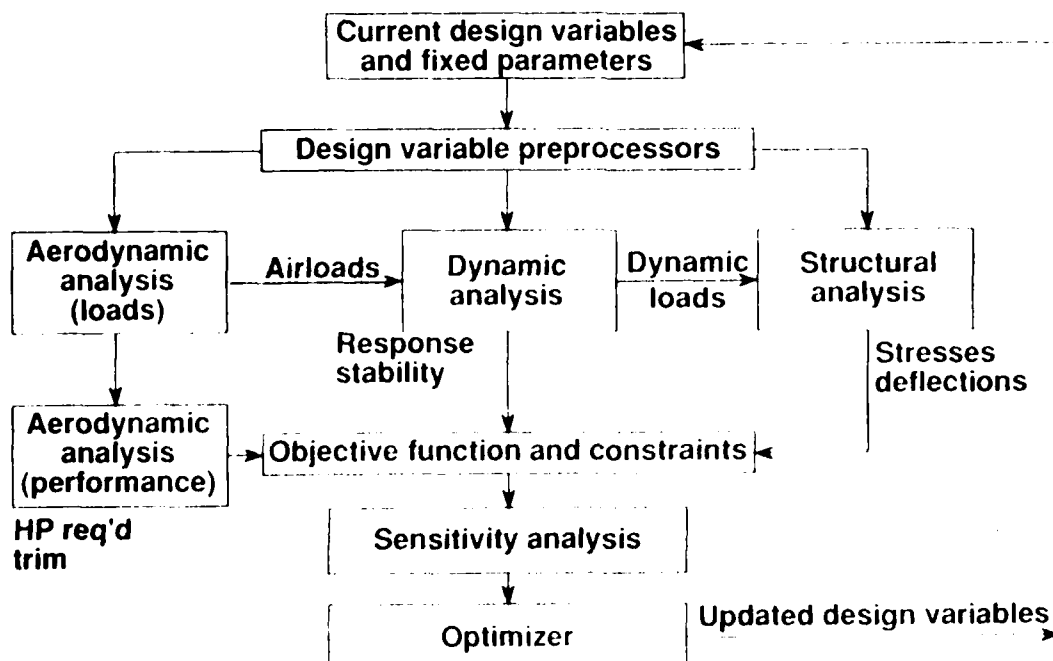 Current design variables
and fixed parameters
Design variable preprocessors
Aerodynamic
analysis
(loads)
Airloads
Dynamic
analysis
Dynamic
loads
Structural
analysis
Response
stability
Stresses
deflections
Aerodynamic
analysis
(performance)
Objective function and constraints
HP req'd
trim
Sensitivity analysis
Optimizer
Updated design variables